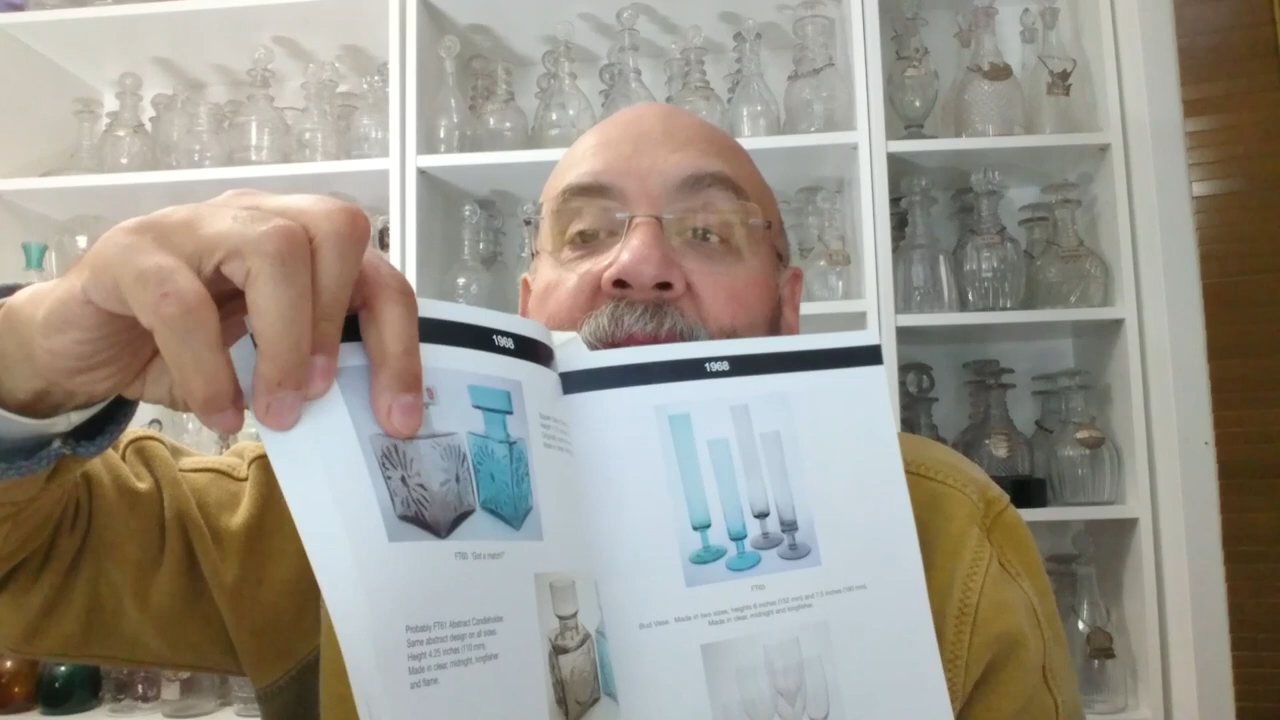 1968
FT60. "Got a match?"
Probably FT61 Abstract Candleholder.
Same abstract design on all sides.
Height 4.25 inches (110 mm).
Made in clear, midnight, kingfisher
and flame.
1968
Bud Vase. Made in two sizes, heights 6 inches (152 mm) and 7.5 inches (190 mm).
Made in clear, midnight and kingfisher.